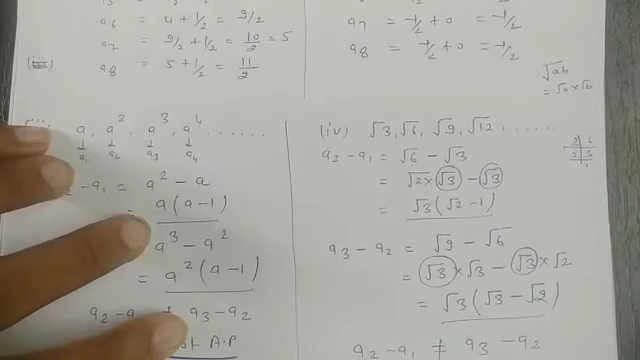 a₆ = 4 + 1/2 = 9/2
a₇ = 9/2 + 1/2 = 10/2 = 5
a₈ = 5 + 1/2 = 11/2
a, a², a³, a⁴ ......
a₁ a₂ a₃ a₄
- a₁ = a² - a
= a(a-1)
a³ - a²
= a²(a-1)
a₂ - a ≠ a₃ - a₂
A.P
a₇ = -1/2 + 0 = -1/2
a₈ = -1/2 + 0 = -1/2
√ab
= √a × √b
(iv) √3, √6, √9, √12, ......
a₂ - a₁ = √6 - √3
= √2 × √3 - √3
= √3(√2 - 1)
a₃ - a₂ = √9 - √6
= √3 × √3 - √3 × √2
= √3(√3 - √2)
a₂ - a₁ ≠ a₃ - a₂